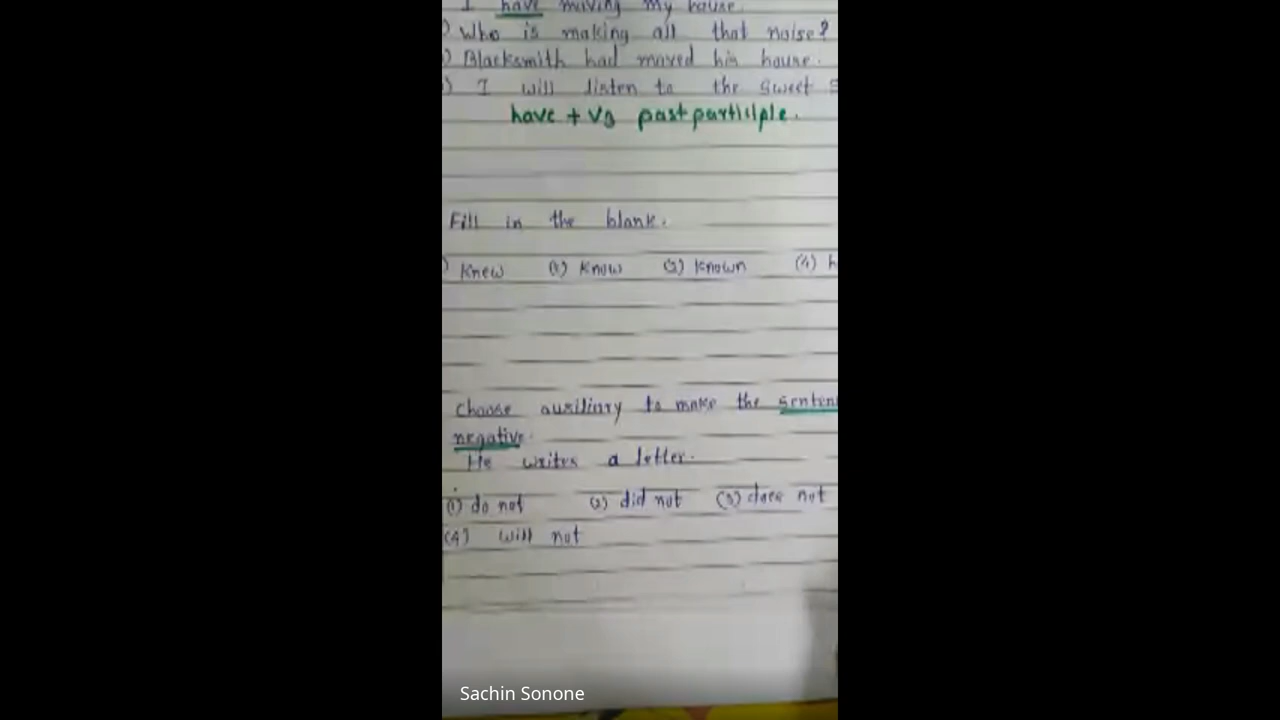 I have moving my house.
) Who is making all that noise?
) Blacksmith had moved his house.
) I will listen to the sweet
have + V3 past participle.
Fill in the blank.
) Knew (2) Know (3) Known (4)
Choose auxiliary to make the senten
negative.
He writes a letter.
(1) do not (2) did not (3) does not
(4) will not
Sachin Sonone